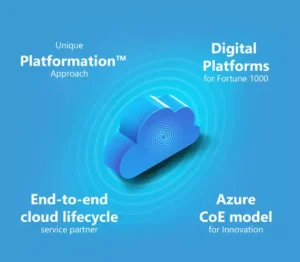 Unique
Platformation™
Approach
Digital
Platforms
for Fortune 1000
End-to-end
cloud lifecycle
service partner
Azure
CoE model
for Innovation